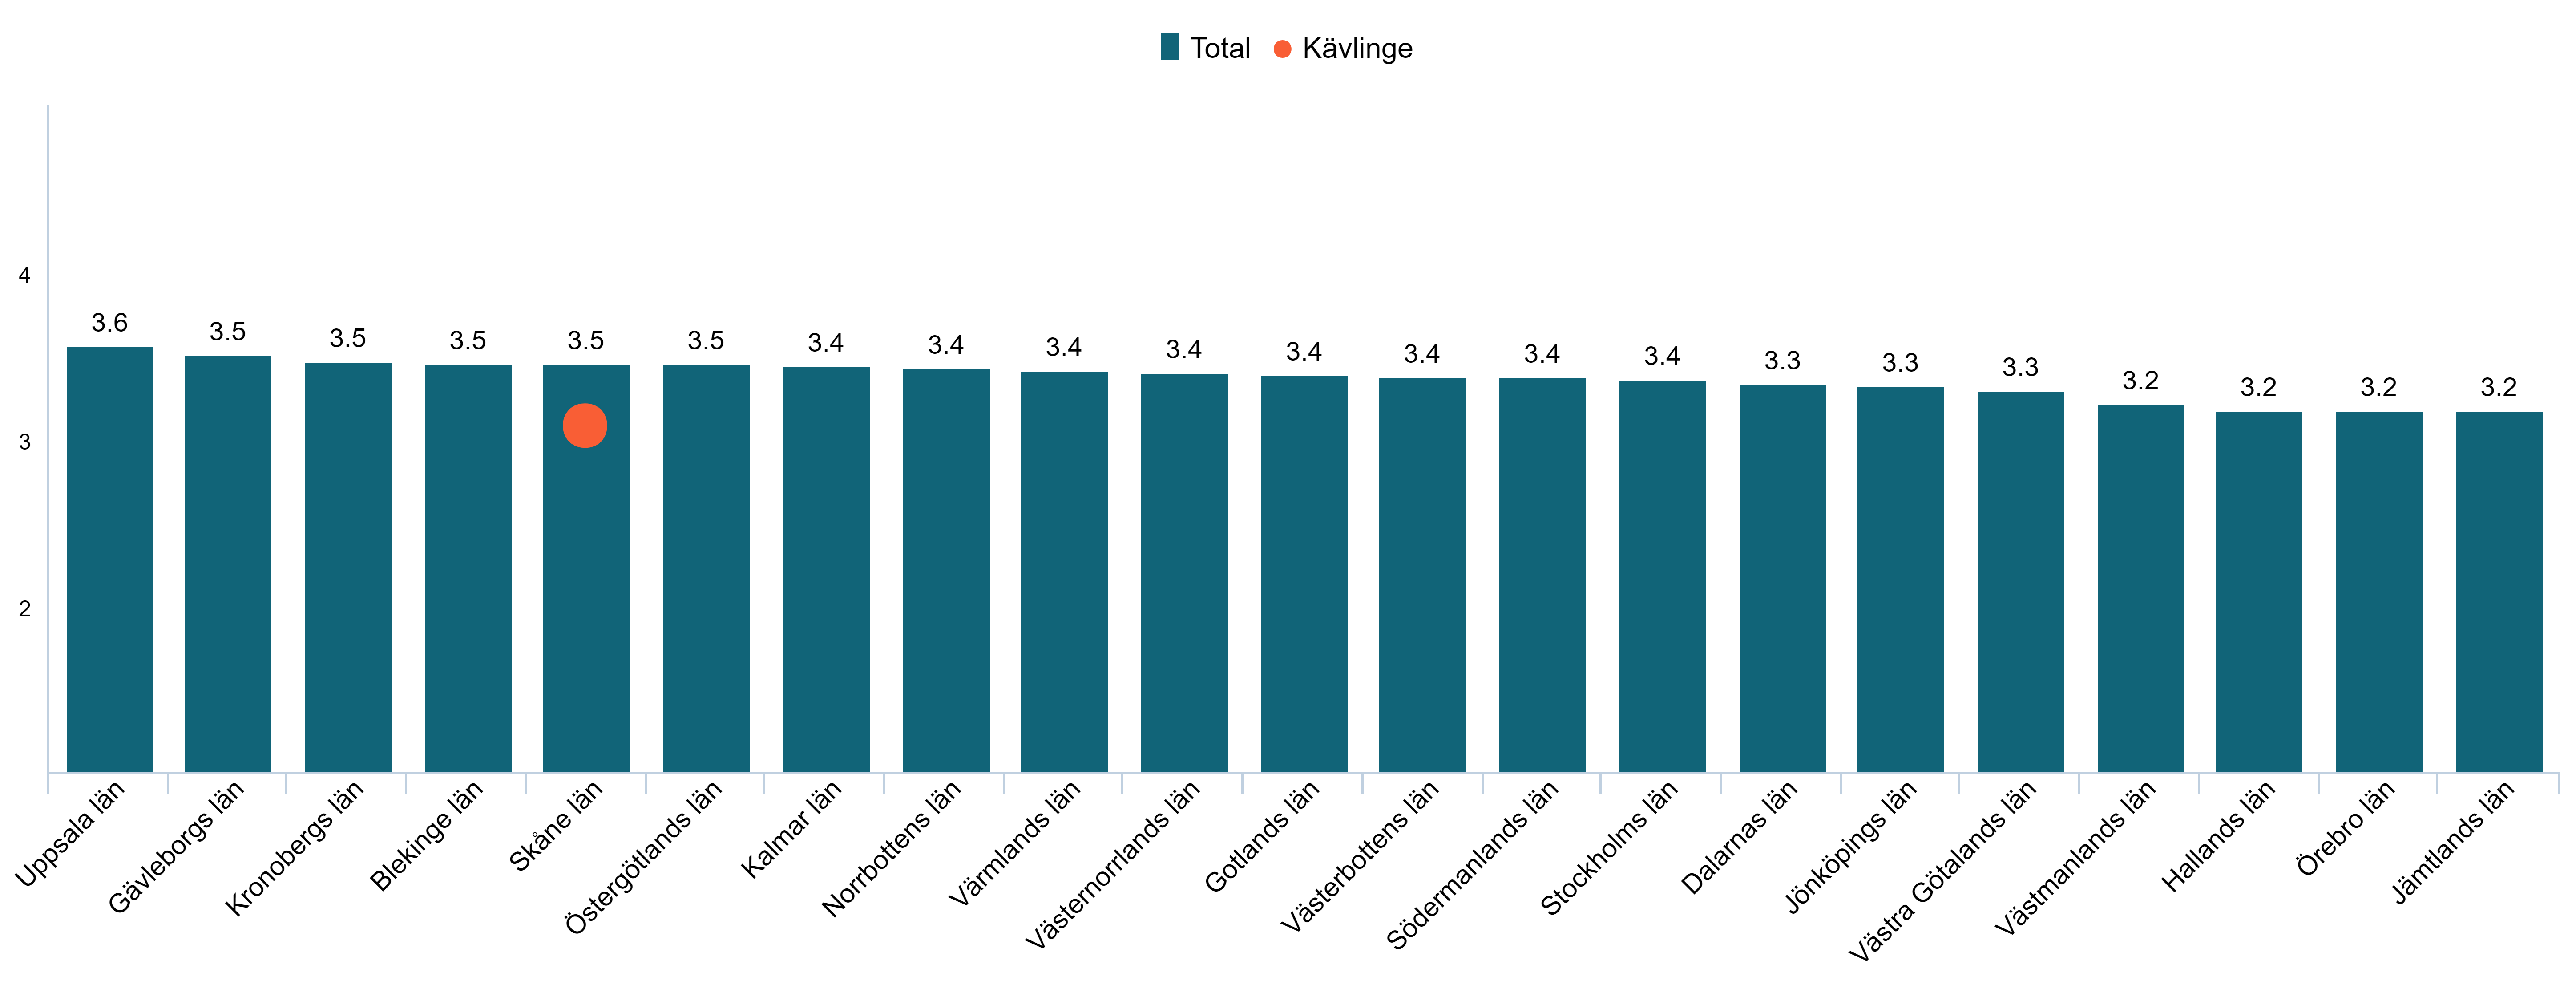 Total Kävlinge
4
3
2
3.6 3.5 3.5 3.5 3.5 3.5 3.4 3.4 3.4 3.4 3.4 3.4 3.4 3.4 3.3 3.3 3.3 3.2 3.2 3.2 3.2
Uppsala län
Gävleborgs län
Kronobergs län
Blekinge län
Skåne län
Östergötlands län
Kalmar län
Norrbottens län
Värmlands län
Västernorrlands län
Gotlands län
Västerbottens län
Södermanlands län
Stockholms län
Dalarnas län
Jönköpings län
Västra Götalands län
Västmanlands län
Hallands län
Örebro län
Jämtlands län